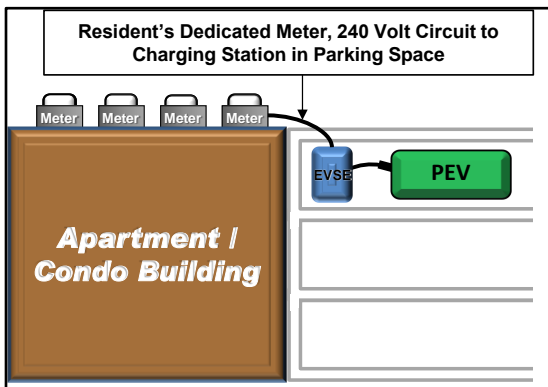 Resident's Dedicated Meter, 240 Volt Circuit to
Charging Station in Parking Space
Meter Meter Meter Meter
EVSE PEV
Apartment /
Condo Building